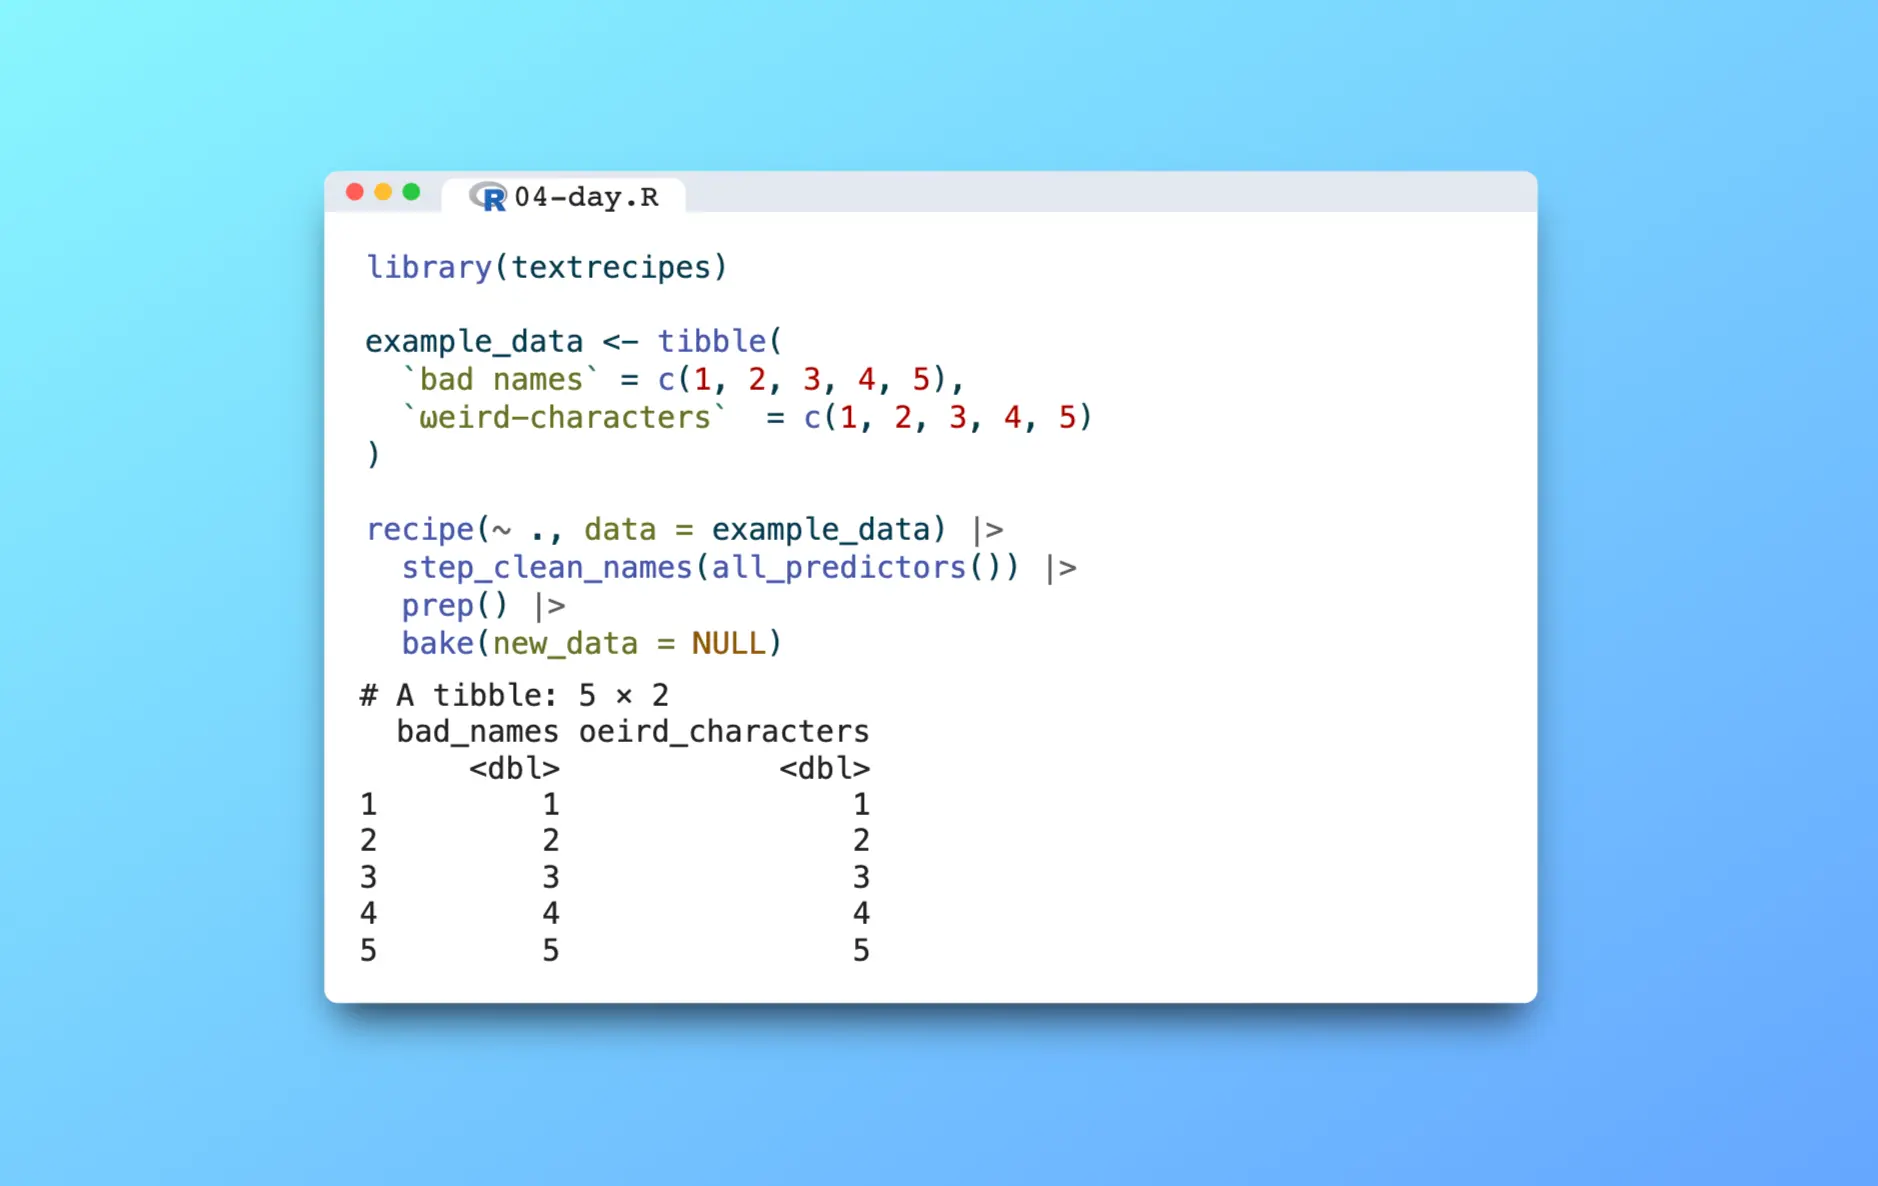 R 04-day.R
library(textrecipes)
example_data <- tibble(
`bad names` = c(1, 2, 3, 4, 5),
`ωeird-characters`  = c(1, 2, 3, 4, 5)
)
recipe(~ ., data = example_data) |>
step_clean_names(all_predictors()) |>
prep() |>
bake(new_data = NULL)
# A tibble: 5 × 2
bad_names oeird_characters
<dbl> <dbl>
1 1 1
2 2 2
3 3 3
4 4 4
5 5 5